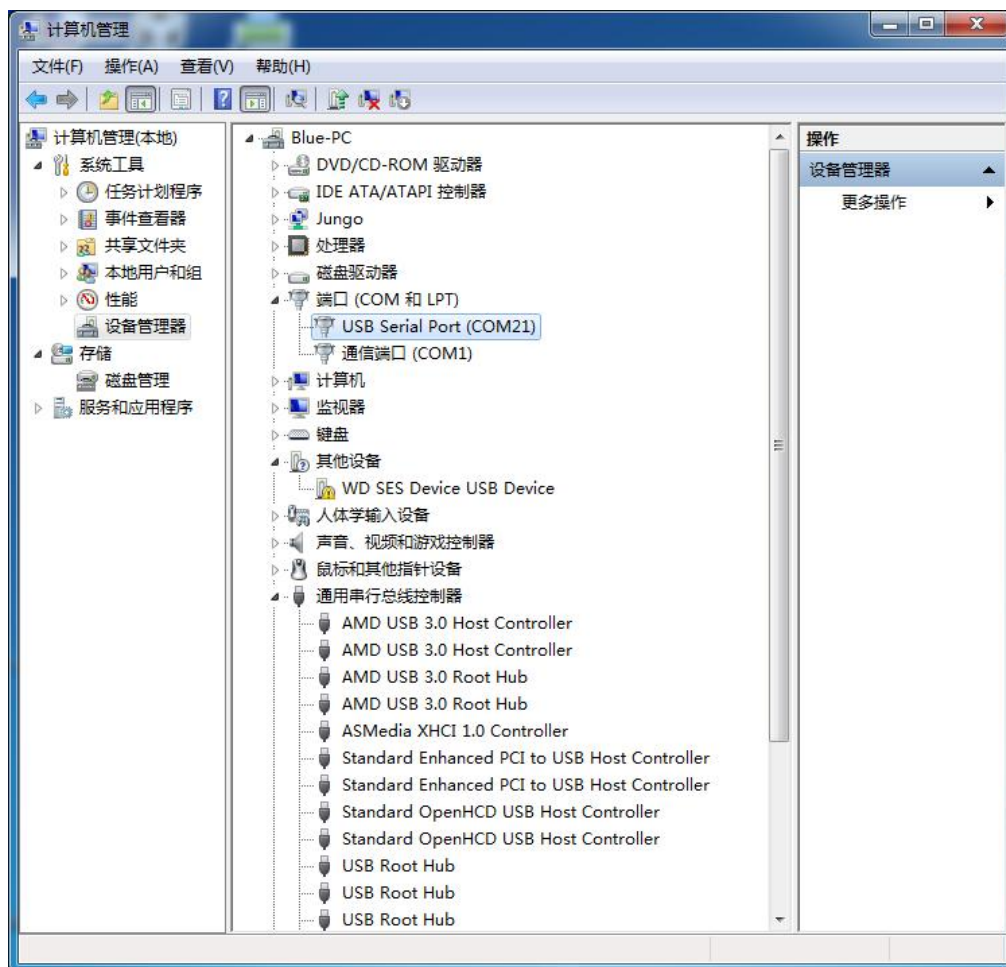 计算机管理
文件(F) 操作(A) 查看(V) 帮助(H)
计算机管理(本地)
系统工具
任务计划程序
事件查看器
共享文件夹
本地用户和组
性能
设备管理器
存储
磁盘管理
服务和应用程序
Blue-PC
DVD/CD-ROM 驱动器
IDE ATA/ATAPI 控制器
Jungo
处理器
磁盘驱动器
端口 (COM 和 LPT)
USB Serial Port (COM21)
通信端口 (COM1)
计算机
监视器
键盘
其他设备
WD SES Device USB Device
人体学输入设备
声音、视频和游戏控制器
鼠标和其他指针设备
通用串行总线控制器
AMD USB 3.0 Host Controller
AMD USB 3.0 Host Controller
AMD USB 3.0 Root Hub
AMD USB 3.0 Root Hub
ASMedia XHCI 1.0 Controller
Standard Enhanced PCI to USB Host Controller
Standard Enhanced PCI to USB Host Controller
Standard OpenHCD USB Host Controller
Standard OpenHCD USB Host Controller
USB Root Hub
USB Root Hub
USB Root Hub
操作
设备管理器
更多操作